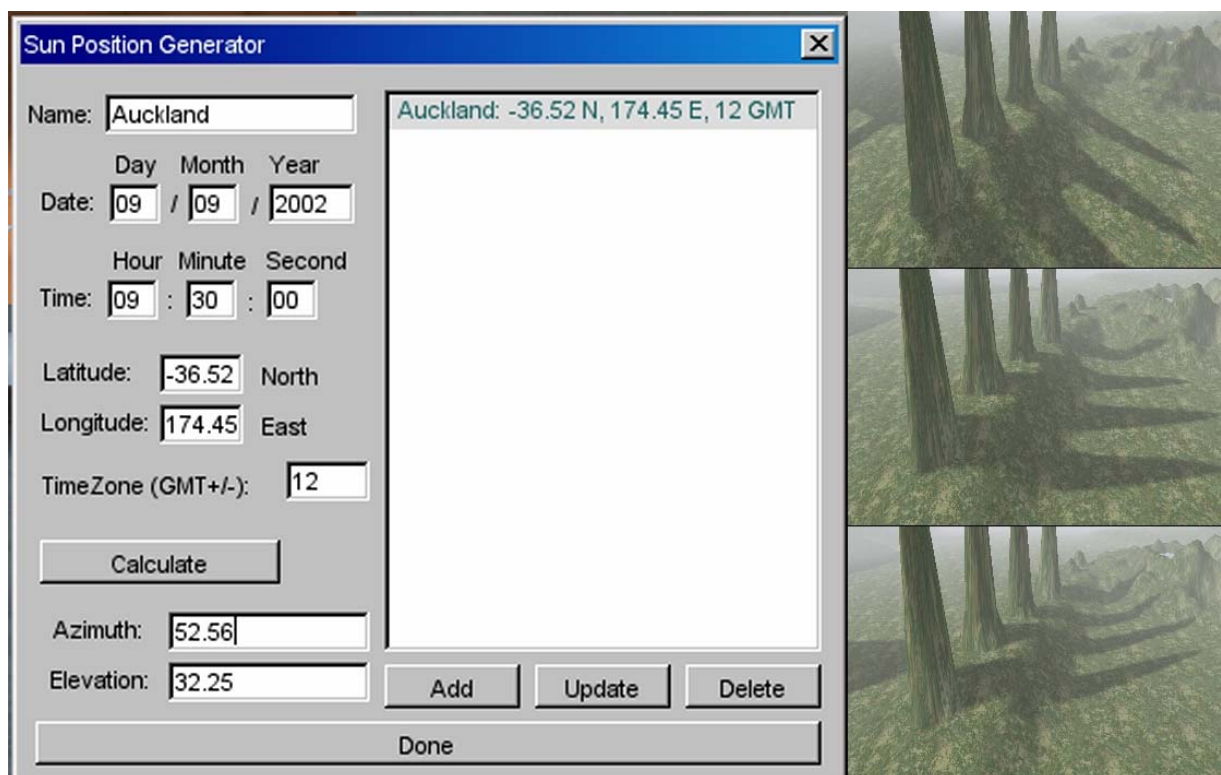 Sun Position Generator
Name: Auckland
Day Month Year
Date: 09 / 09 / 2002
Hour Minute Second
Time: 09 : 30 : 00
Latitude: -36.52 North
Longitude: 174.45 East
TimeZone (GMT+/-): 12
Calculate
Azimuth: 52.56
Elevation: 32.25
Auckland: -36.52 N, 174.45 E, 12 GMT
Add Update Delete
Done